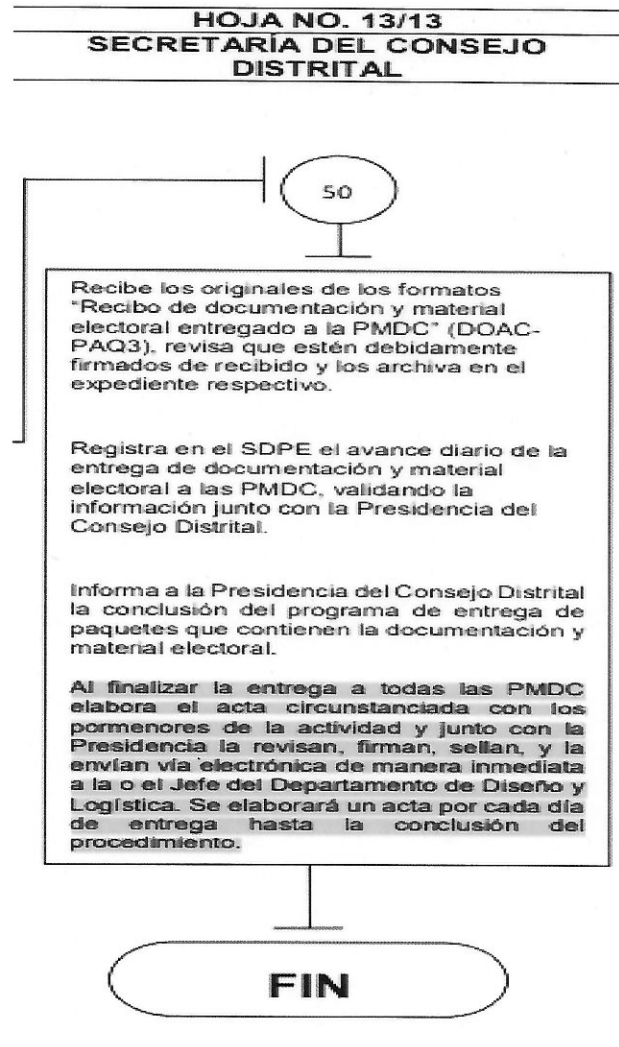 HOJA NO. 13/13
SECRETARÍA DEL CONSEJO
DISTRITAL
50
Recibe los originales de los formatos
"Recibo de documentación y material
electoral entregado a la PMDC" (DOAC-
PAQ3), revisa que estén debidamente
firmados de recibido y los archiva en el
expediente respectivo.
Registra en el SDPE el avance diario de la
entrega de documentación y material
electoral a las PMDC, validando la
información junto con la Presidencia del
Consejo Distrital.
Informa a la Presidencia del Consejo Distrital
la conclusión del programa de entrega de
paquetes que contienen la documentación y
material electoral.
Al finalizar la entrega a todas las PMDC
elabora el acta circunstanciada con los
pormenores de la actividad y junto con la
Presidencia la revisan, firman, sellan, y la
envían vía electrónica de manera inmediata
a la o el Jefe del Departamento de Diseño y
Logística. Se elaborará un acta por cada día
de entrega hasta la conclusión del
procedimiento.
FIN